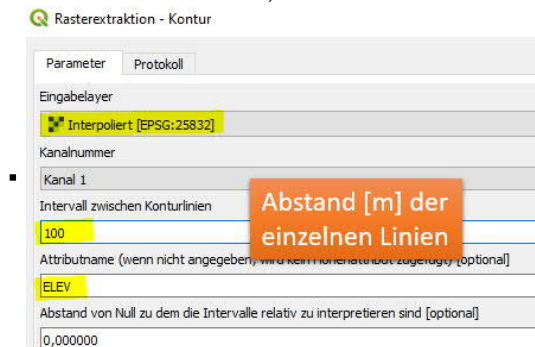 Rasterextraktion - Kontur
Parameter Protokoll
Eingabelayer
Interpoliert [EPSG:25832]
Kanalnummer
Kanal 1
Intervall zwischen Konturlinien
100
Abstand [m] der
einzelnen Linien
Attributname (wenn nicht angegeben, wird kein Höhenattribut zugefügt) [optional]
ELEV
Abstand von Null zu dem die Intervalle relativ zu interpretieren sind [optional]
0,000000